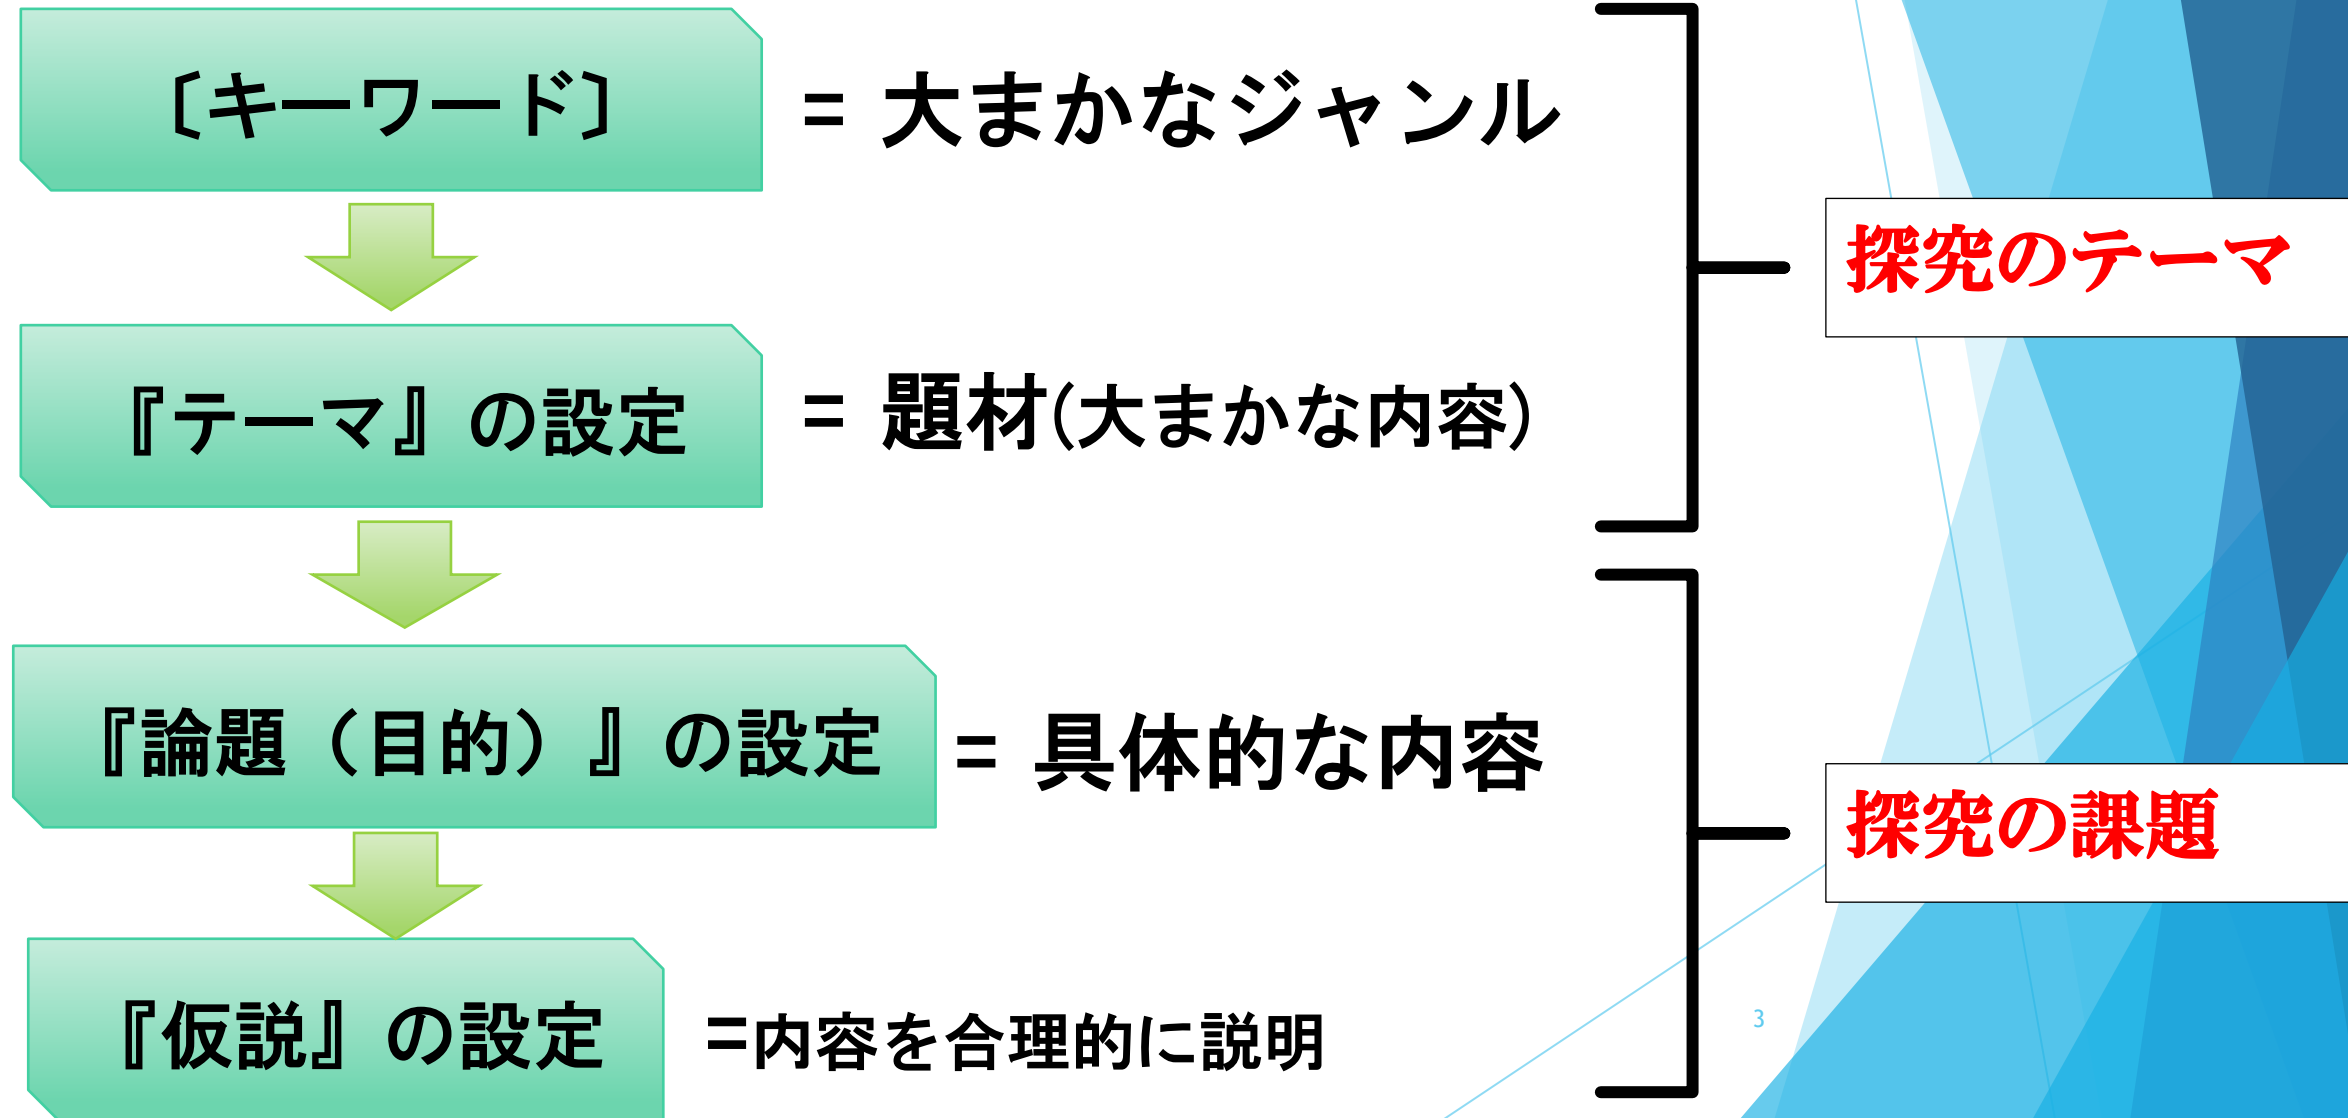 〔キーワード〕
= 大まかなジャンル
探究のテーマ
『テーマ』の設定
= 題材(大まかな内容)
『論題（目的）』の設定
= 具体的な内容
探究の課題
『仮説』の設定
=内容を合理的に説明
3